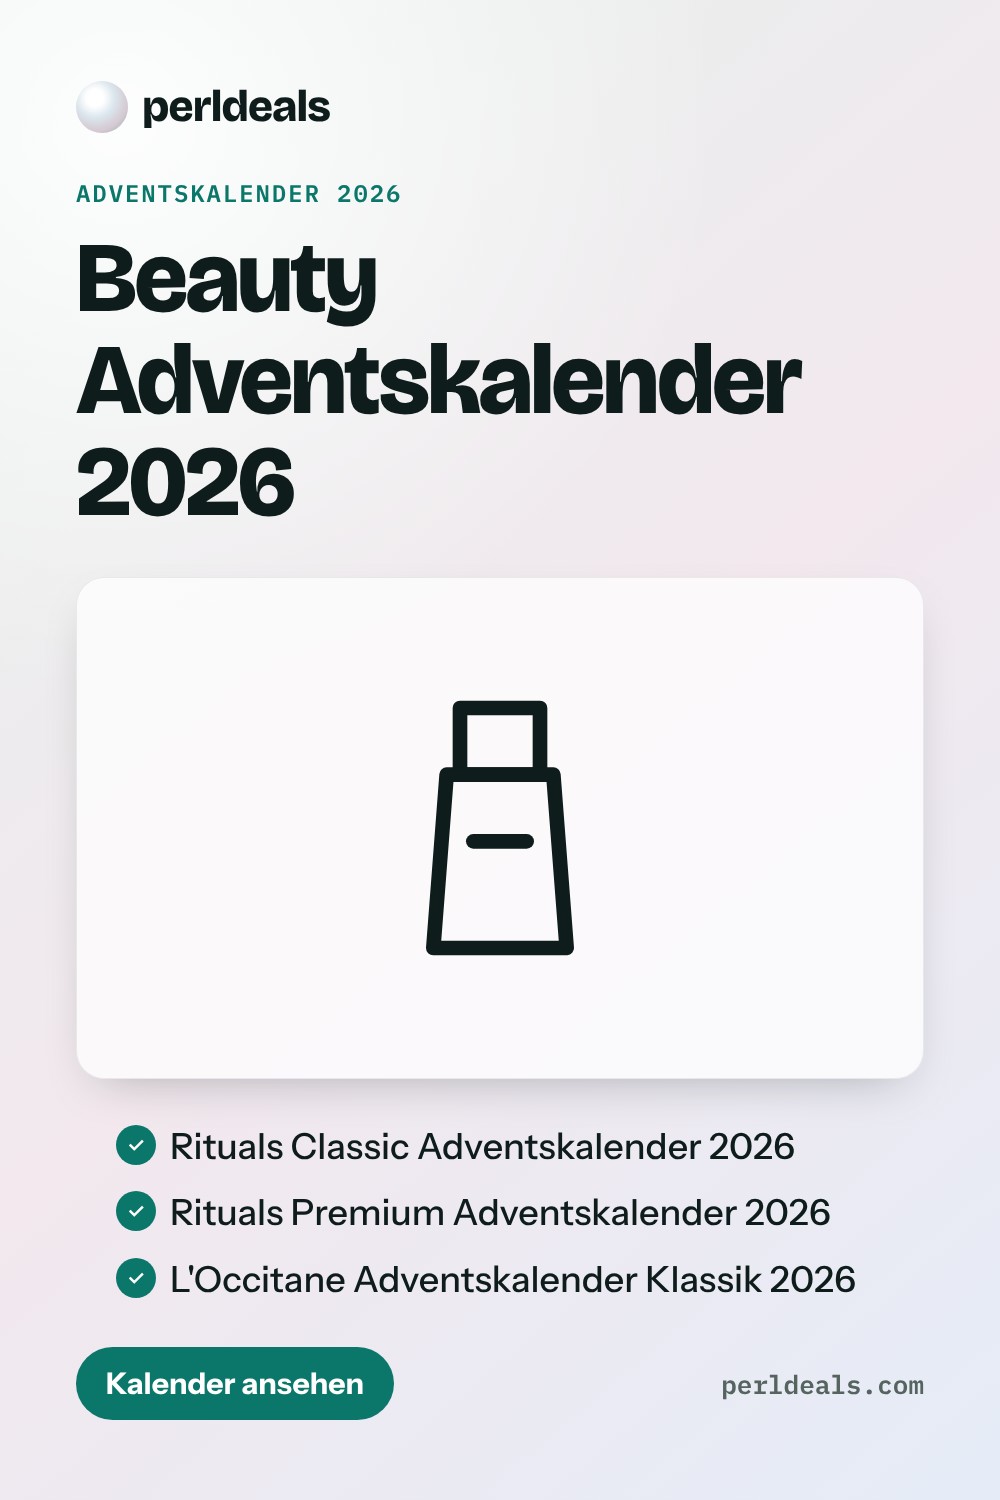 perldeals
ADVENTSKALENDER 2026
Beauty
Adventskalender
2026
Rituals Classic Adventskalender 2026
Rituals Premium Adventskalender 2026
L'Occitane Adventskalender Klassik 2026
Kalender ansehen
perldeals.com